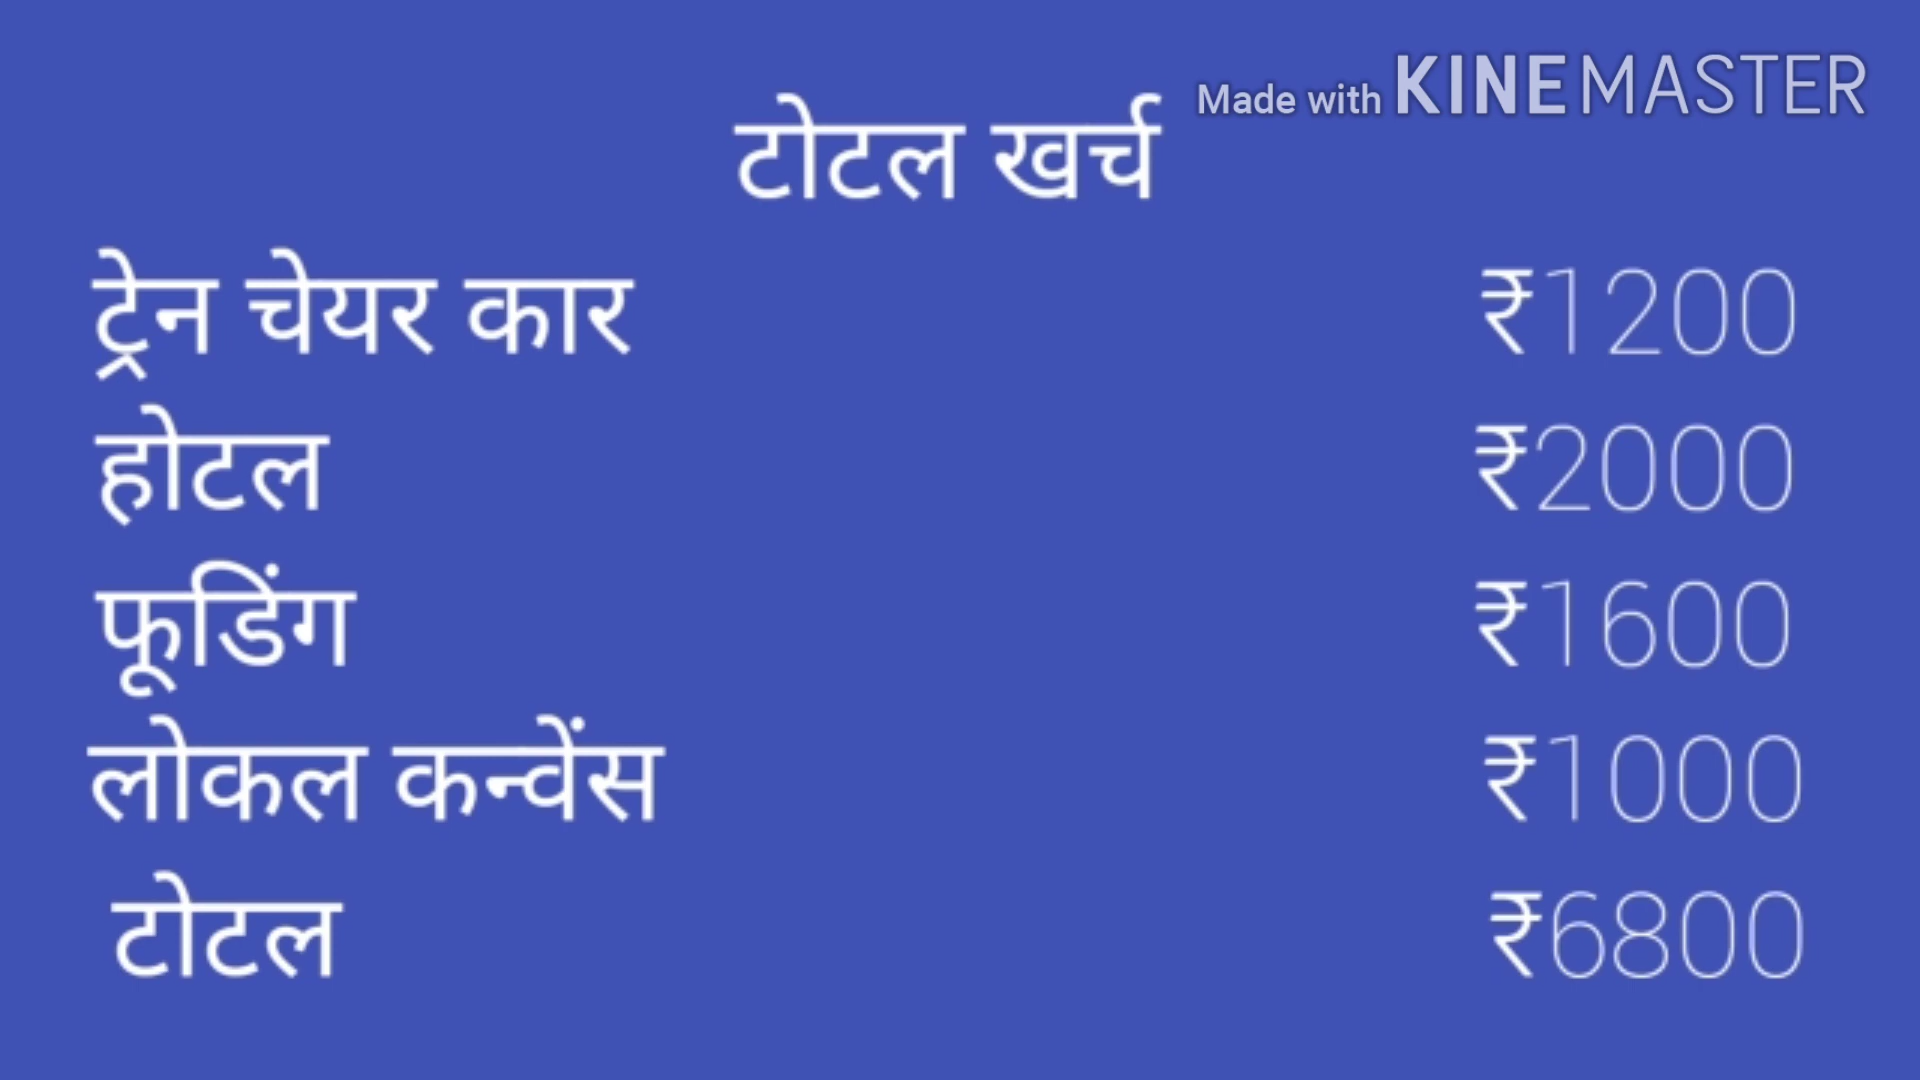 Made with KINEMASTER
टोटल खर्च
ट्रेन चेयर कार ₹1200
होटल ₹2000
फूडिंग ₹1600
लोकल कन्वेंस ₹1000
टोटल ₹6800